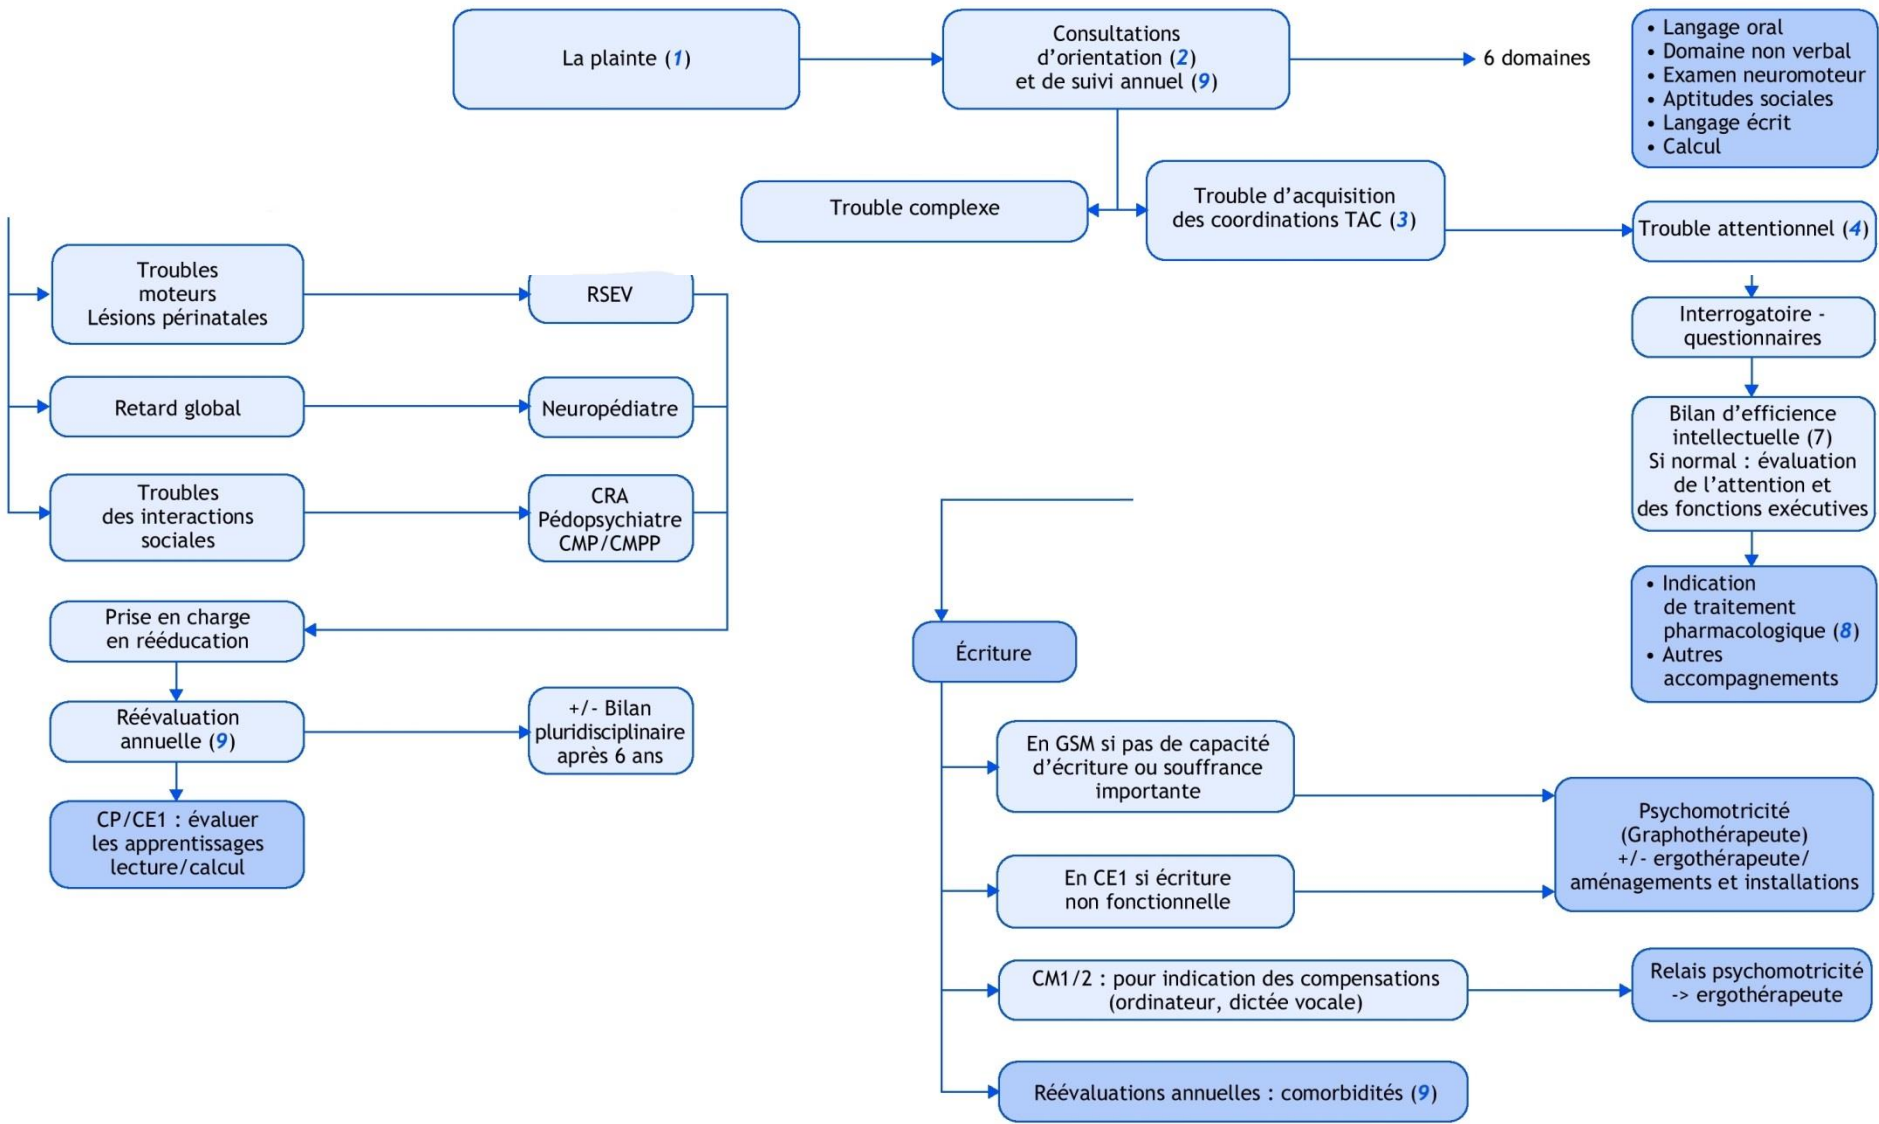 La plainte (1)
Consultations
d'orientation (2)
et de suivi annuel (9)
6 domaines
• Langage oral
• Domaine non verbal
• Examen neuromoteur
• Aptitudes sociales
• Langage écrit
• Calcul
Trouble complexe
Trouble d'acquisition
des coordinations TAC (3)
Trouble attentionnel (4)
Troubles
moteurs
Lésions périnatales
RSEV
Retard global
Neuropédiatre
Troubles
des interactions
sociales
CRA
Pédopsychiatre
CMP/CMPP
Prise en charge
en rééducation
Réévaluation
annuelle (9)
+/- Bilan
pluridisciplinaire
après 6 ans
CP/CE1 : évaluer
les apprentissages
lecture/calcul
Interrogatoire -
questionnaires
Bilan d'efficience
intellectuelle (7)
Si normal : évaluation
de l'attention et
des fonctions exécutives
• Indication
de traitement
pharmacologique (8)
• Autres
accompagnements
Écriture
En GSM si pas de capacité
d'écriture ou souffrance
importante
En CE1 si écriture
non fonctionnelle
Psychomotricité
(Graphothérapeute)
+/- ergothérapeute/
aménagements et installations
CM1/2 : pour indication des compensations
(ordinateur, dictée vocale)
Relais psychomotricité
-> ergothérapeute
Réévaluations annuelles : comorbidités (9)